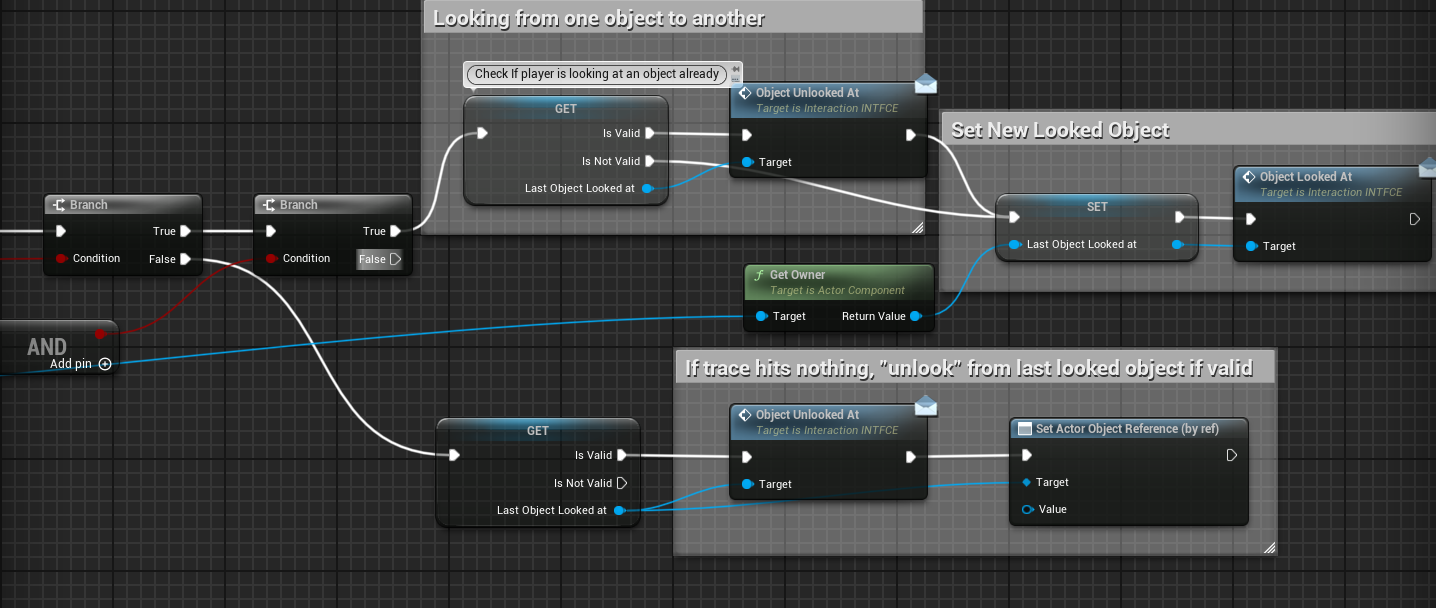 Looking from one object to another
Check If player is looking at an object already
GET
Is Valid
Is Not Valid
Last Object Looked at
Object Unlooked At
Target is Interaction INTFCE
Target
Set New Looked Object
SET
Last Object Looked at
Object Looked At
Target is Interaction INTFCE
Target
Branch
True
Condition
False
Branch
True
Condition
False
Get Owner
Target is Actor Component
Target
Return Value
AND
Add pin
If trace hits nothing, "unlook" from last looked object if valid
GET
Is Valid
Is Not Valid
Last Object Looked at
Object Unlooked At
Target is Interaction INTFCE
Target
Set Actor Object Reference (by ref)
Target
Value